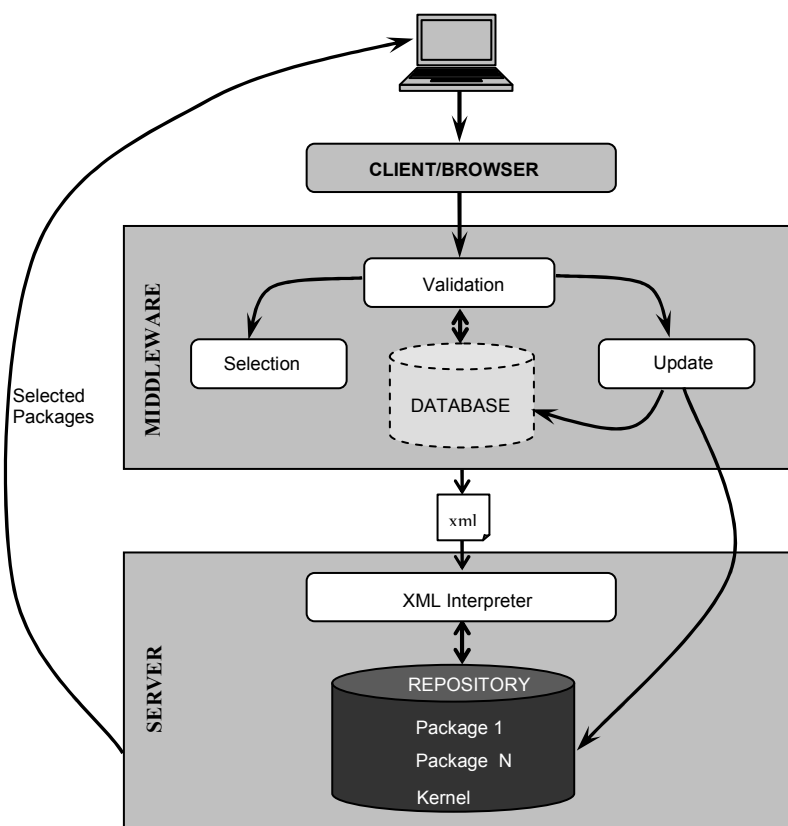 CLIENT/BROWSER
MIDDLEWARE
Validation
Selection
Update
DATABASE
Selected
Packages
xml
SERVER
XML Interpreter
REPOSITORY
Package 1
Package N
Kernel